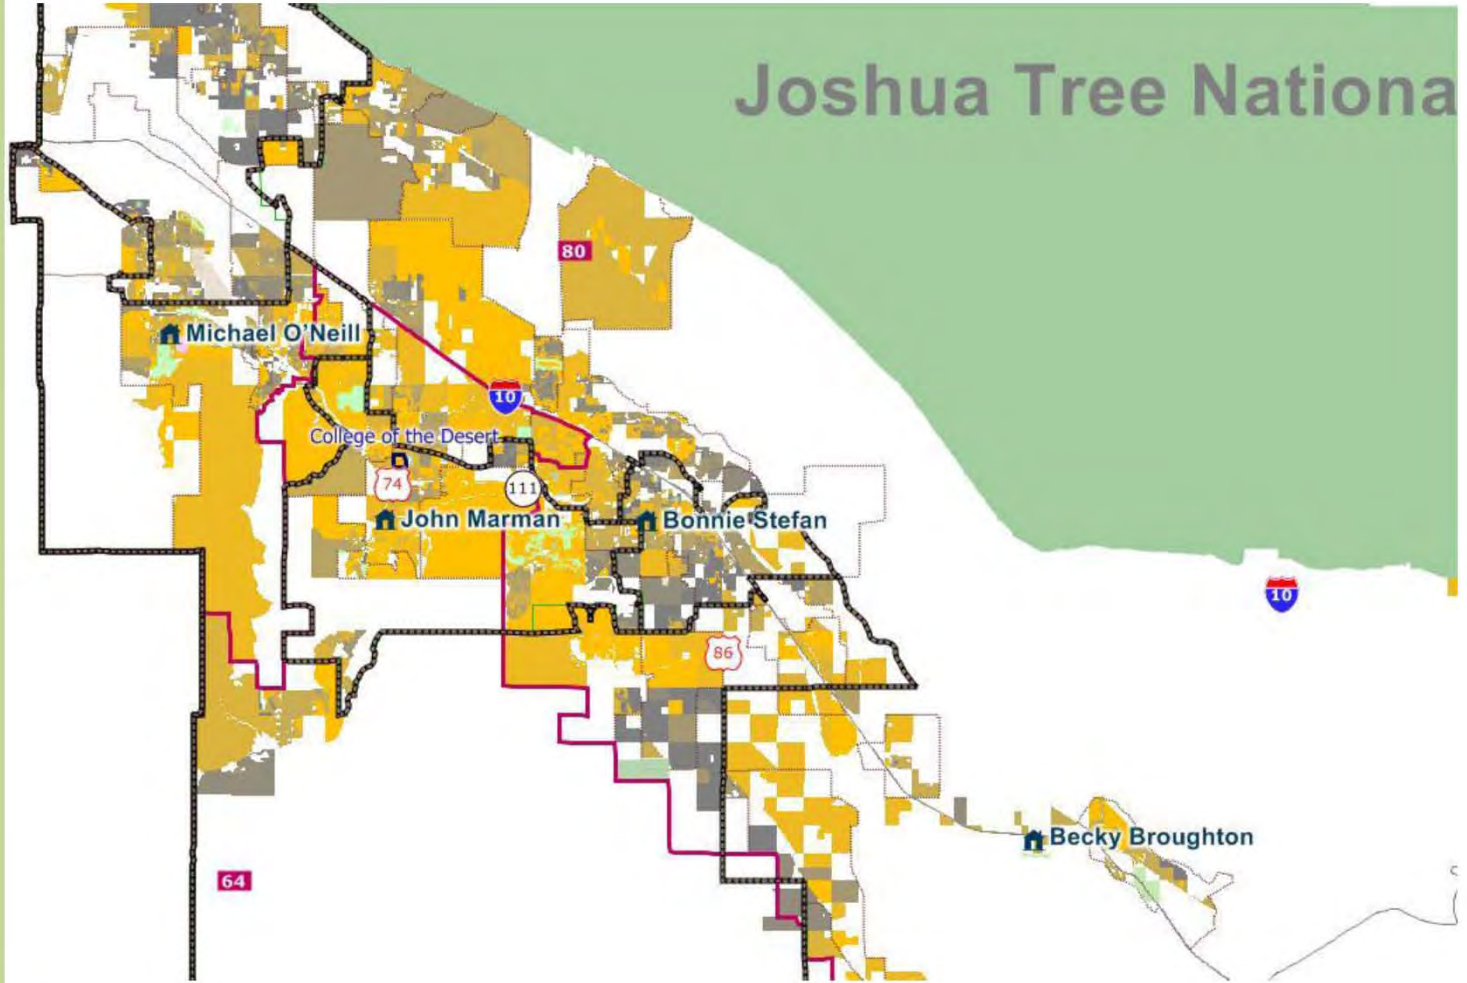 Joshua Tree Nationa
80
Michael O'Neill
10
College of the Desert
74
111
John Marman
Bonnie Stefan
10
86
Becky Broughton
64